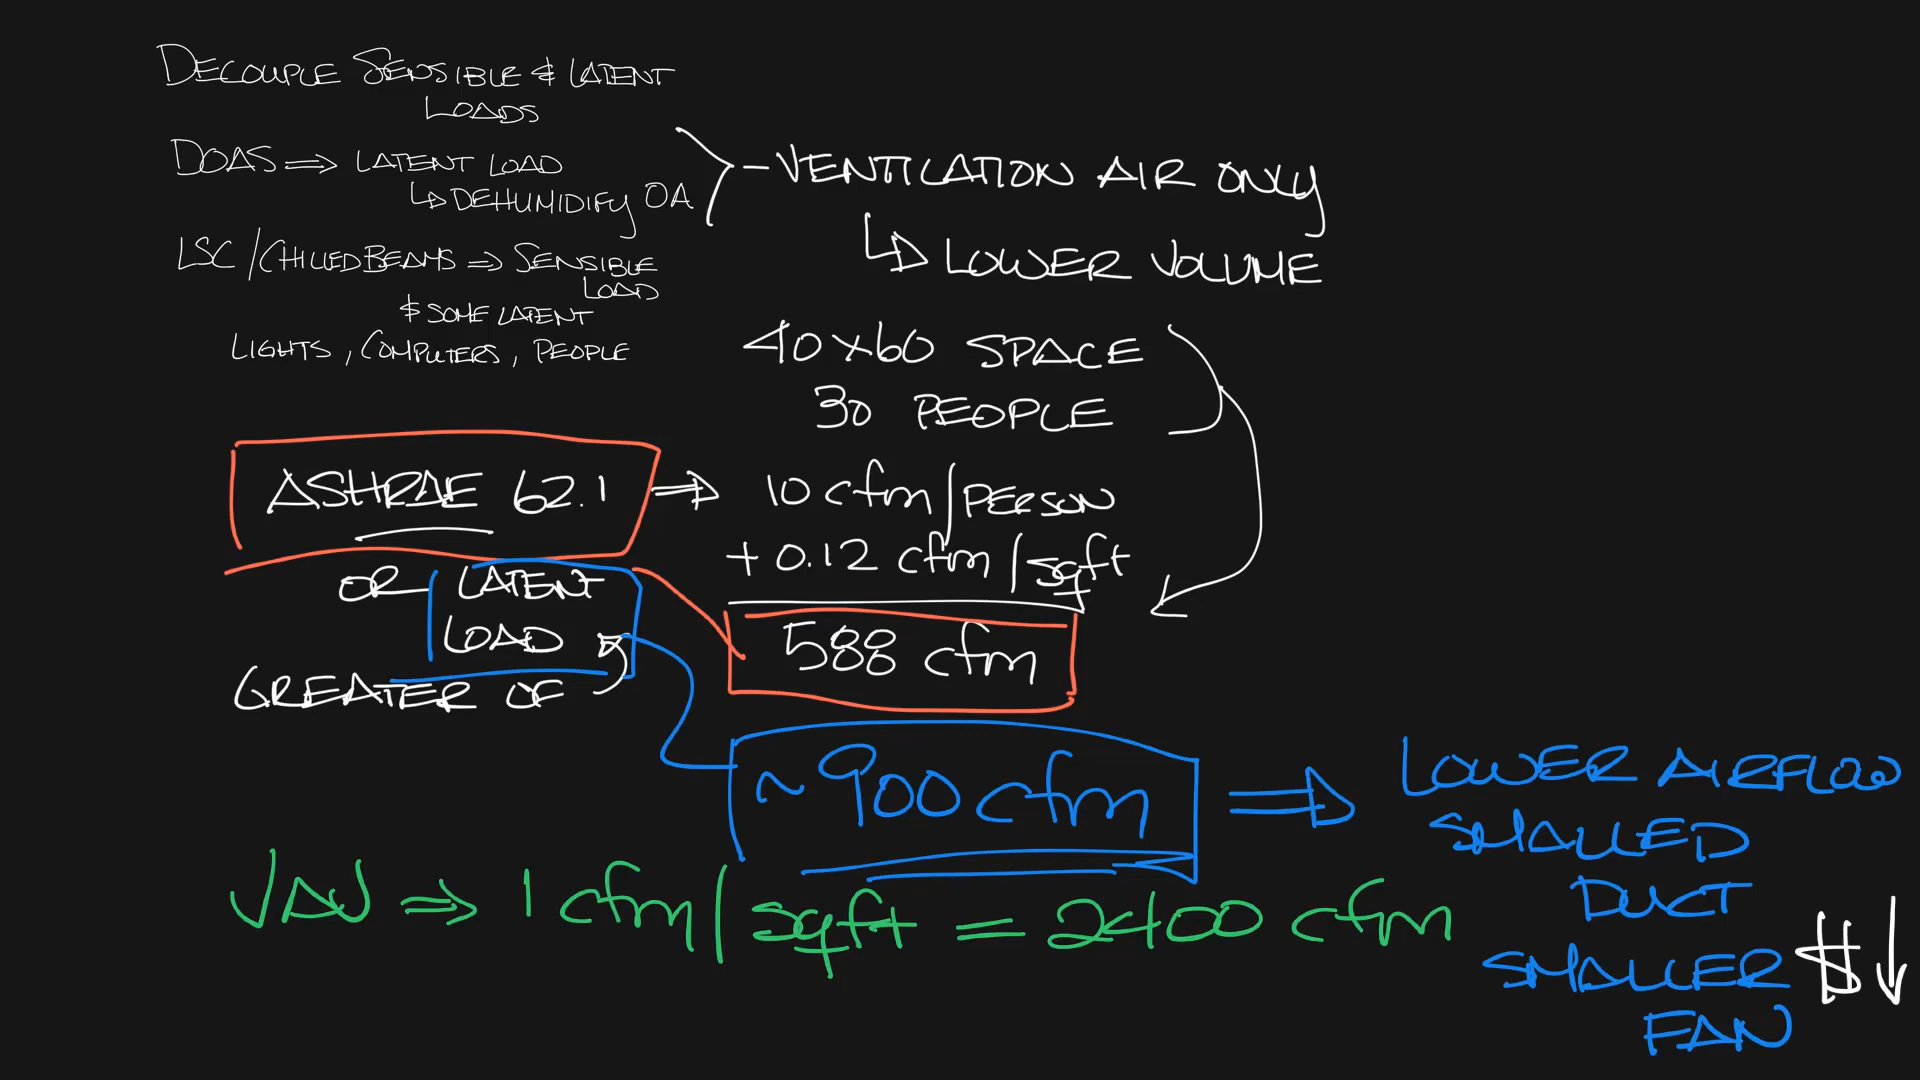 DECOUPLE SENSIBLE & LATENT
LOADS
DOAS ⇒ LATENT LOAD
↳ DEHUMIDIFY OA
LSC/CHILLED BEAMS ⇒ SENSIBLE
LOAD
& SOME LATENT
LIGHTS, COMPUTERS, PEOPLE
- VENTILATION AIR ONLY
↳ LOWER VOLUME
40x60 SPACE
30 PEOPLE
ASHRAE 62.1 ⇒ 10 cfm/PERSON
+ 0.12 cfm/sqft
OR LATENT
LOAD
GREATER OF
588 cfm
~900 cfm ⇒ LOWER AIRFLOW
SMALLED
DUCT
SMALLER
FAN
$↓
VAV ⇒ 1 cfm/sqft = 2400 cfm